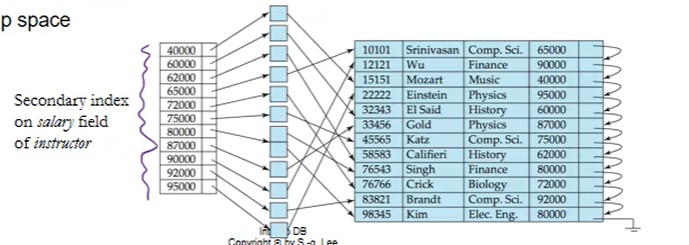 p space
Secondary index
on salary field
of instructor
40000
60000
62000
65000
72000
75000
80000
87000
90000
92000
95000
10101 Srinivasan Comp. Sci. 65000
12121 Wu Finance 90000
15151 Mozart Music 40000
22222 Einstein Physics 95000
32343 El Said History 60000
33456 Gold Physics 87000
45565 Katz Comp. Sci. 75000
58583 Califieri History 62000
76543 Singh Finance 80000
76766 Crick Biology 72000
83821 Brandt Comp. Sci. 92000
98345 Kim Elec. Eng. 80000
DB
Copyright © by S.-g. Lee